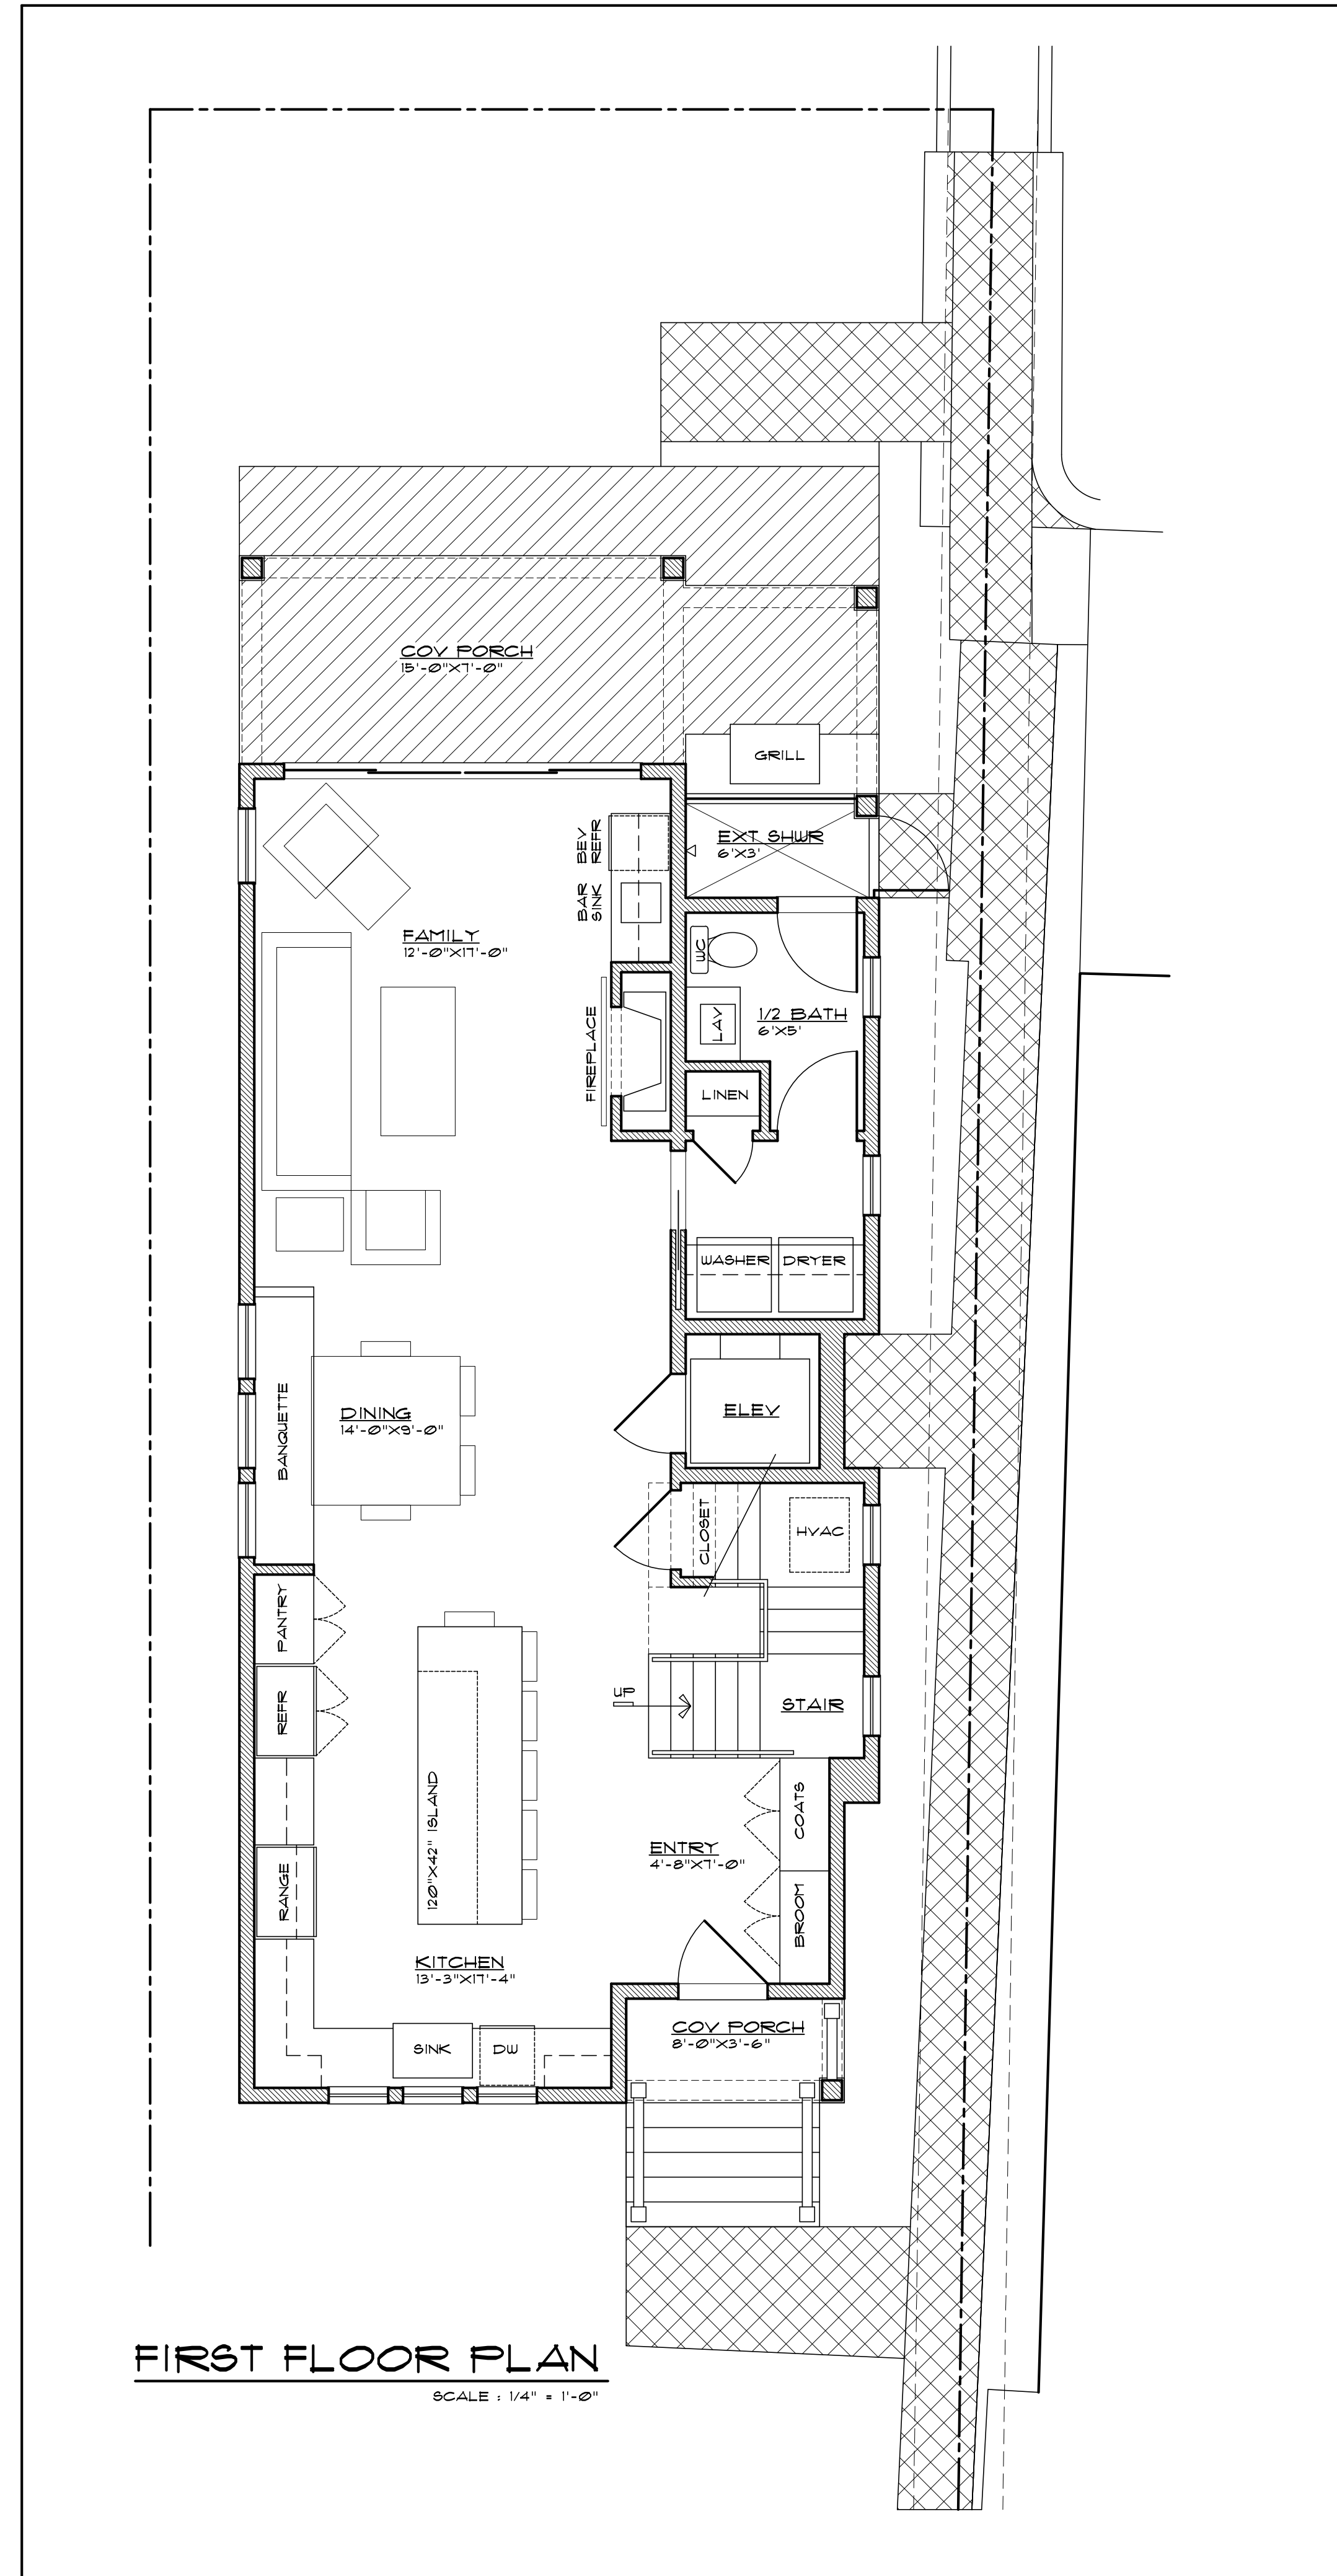 COV PORCH
15'-0"X7'-0"
GRILL
EXT SHWR
6'X3'
BEV
REFR
BAR
SINK
FAMILY
12'-0"X17'-0"
WC
LAV
1/2 BATH
6'X5'
FIREPLACE
LINEN
WASHER
DRYER
BANQUETTE
DINING
14'-0"X9'-0"
ELEV
CLOSET
HVAC
PANTRY
REFR
UP
STAIR
120"X42" ISLAND
COATS
ENTRY
4'-8"X7'-0"
RANGE
BROOM
KITCHEN
13'-3"X17'-4"
COV PORCH
8'-0"X3'-6"
SINK
DW
FIRST FLOOR PLAN
SCALE : 1/4" = 1'-0"